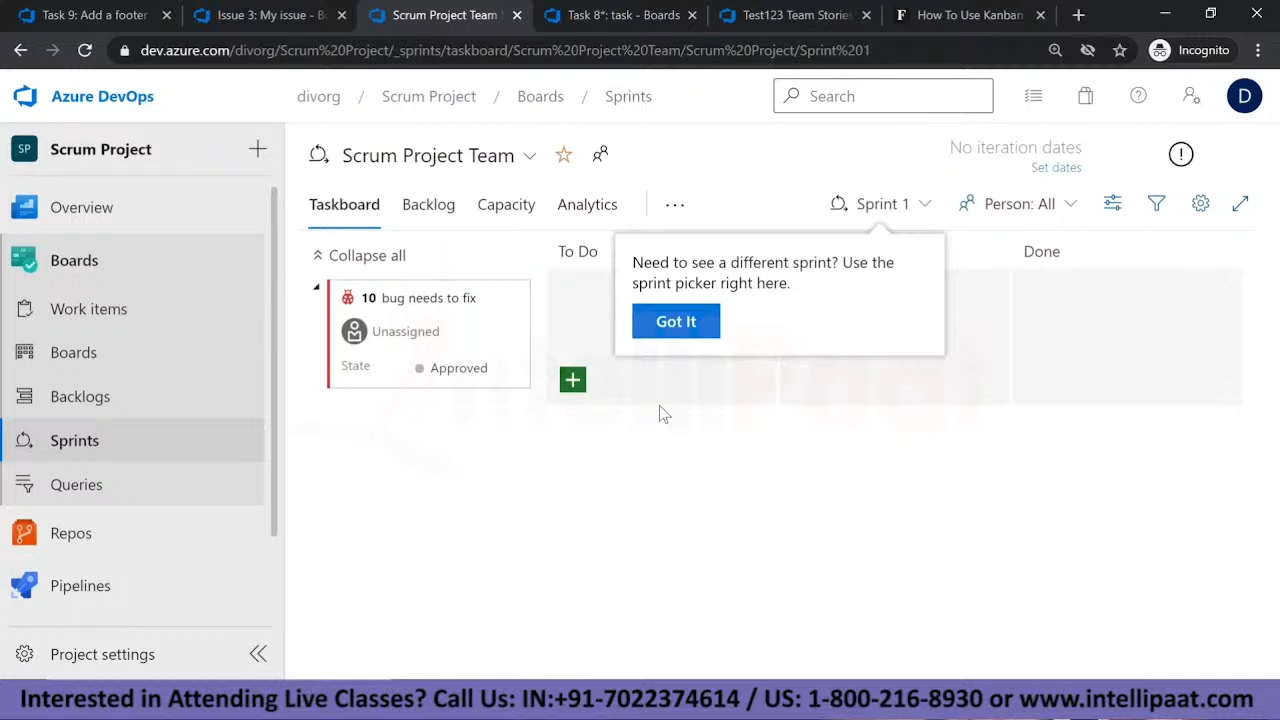 Task 9: Add a footer
Issue 3: My issue - Bo
Scrum Project Team
Task 8*: task - Boards
Test123 Team Stories
How To Use Kanban
dev.azure.com/divorg/Scrum%20Project/_sprints/taskboard/Scrum%20Project%20Team/Scrum%20Project/Sprint%201
Incognito
Azure DevOps
divorg / Scrum Project / Boards / Sprints
Search
D
SP Scrum Project
Overview
Boards
Work items
Boards
Backlogs
Sprints
Queries
Repos
Pipelines
Project settings
Scrum Project Team
No iteration dates
Set dates
Taskboard Backlog Capacity Analytics
Sprint 1
Person: All
Collapse all
To Do
Done
10 bug needs to fix
Unassigned
State
Approved
Need to see a different sprint? Use the
sprint picker right here.
Got It
Interested in Attending Live Classes? Call Us: IN:+91-7022374614 / US: 1-800-216-8930 or www.intellipaat.com